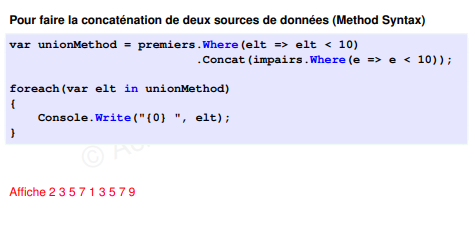 Pour faire la concaténation de deux sources de données (Method Syntax)
var unionMethod = premiers.Where(elt => elt < 10)
.Concat(impairs.Where(e => e < 10));
foreach(var elt in unionMethod)
{
Console.Write("{0} ", elt);
}
©
Affiche 2 3 5 7 1 3 5 7 9